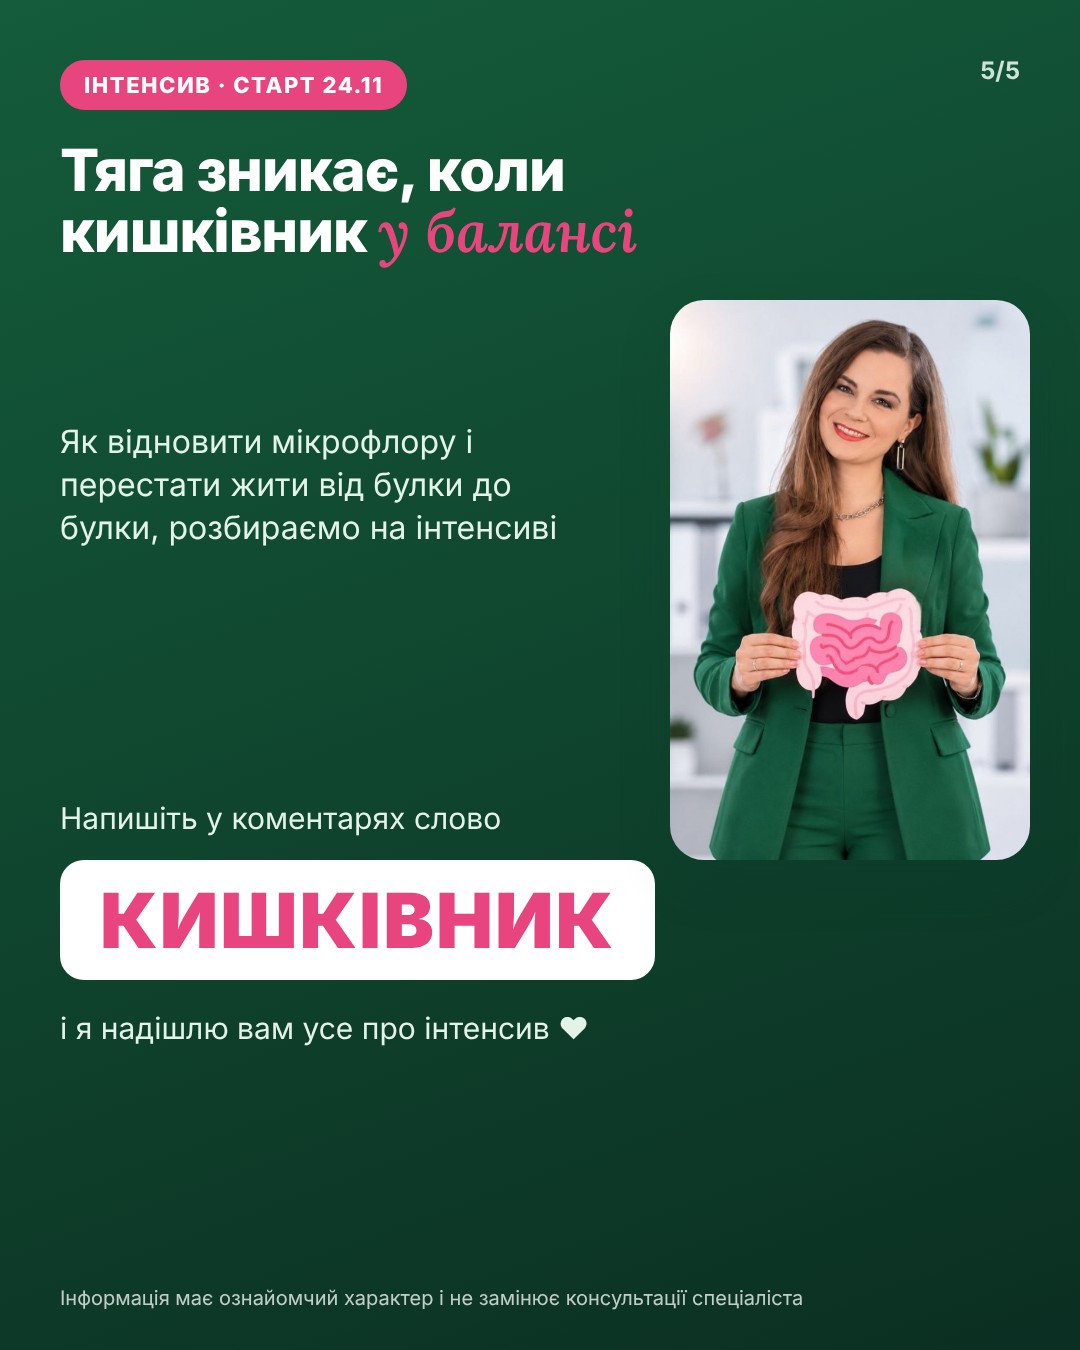 ІНТЕНСИВ · СТАРТ 24.11
5/5
Тяга зникає, коли
кишківник у балансі
Як відновити мікрофлору і
перестати жити від булки до
булки, розбираємо на інтенсиві
Напишіть у коментарях слово
КИШКІВНИК
і я надішлю вам усе про інтенсив ♥
Інформація має ознайомчий характер і не замінює консультації спеціаліста